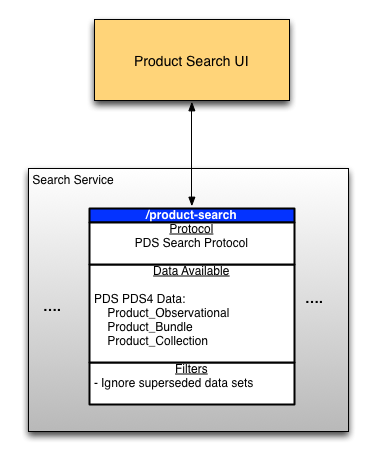 Product Search UI
Search Service
/product-search
Protocol
PDS Search Protocol
Data Available
PDS PDS4 Data:
Product_Observational
Product_Bundle
Product_Collection
....
....
Filters
- Ignore superseded data sets